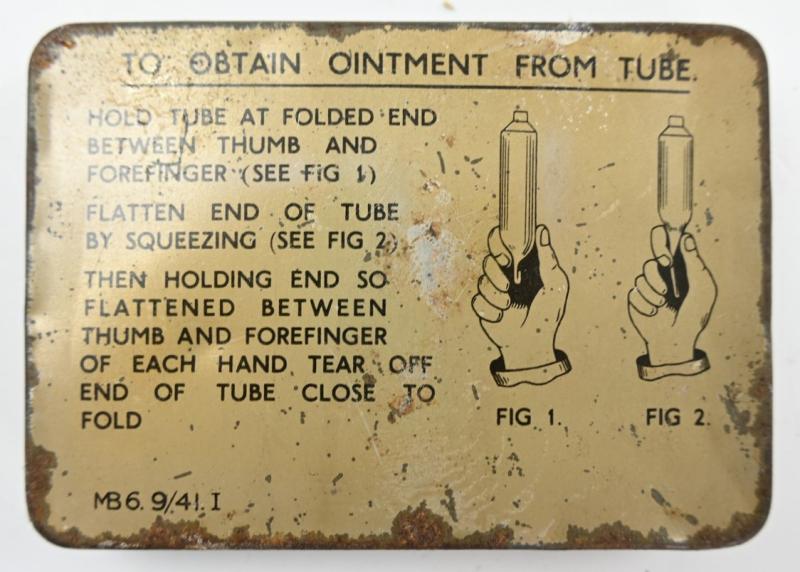 TO OBTAIN OINTMENT FROM TUBE.
HOLD TUBE AT FOLDED END
BETWEEN THUMB AND
FOREFINGER (SEE FIG 1)
FLATTEN END OF TUBE
BY SQUEEZING (SEE FIG 2)
THEN HOLDING END SO
FLATTENED BETWEEN
THUMB AND FOREFINGER
OF EACH HAND TEAR OFF
END OF TUBE CLOSE TO
FOLD
FIG. 1.
FIG 2.
MB6. 9/41. I